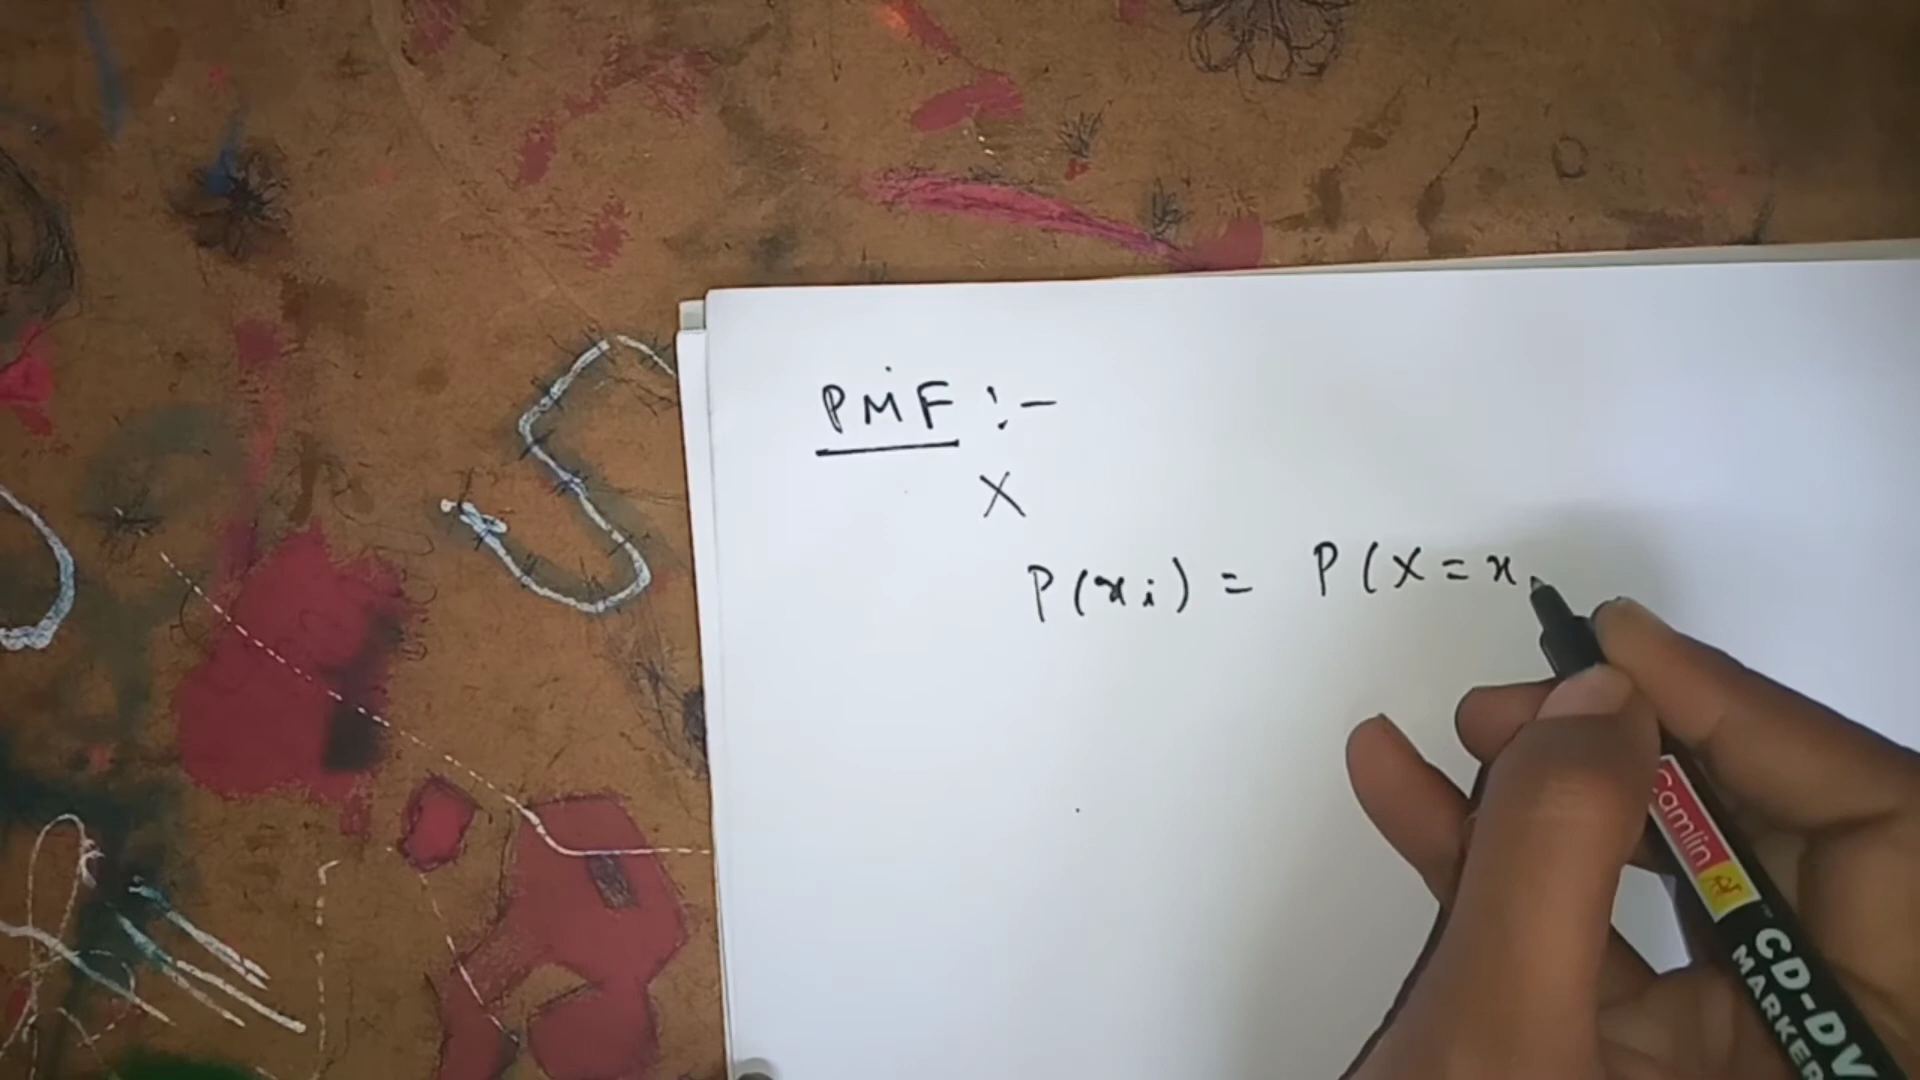 PMF :-
X
P(xi) = P(X=x
Camlin
CD-DV
MARKER